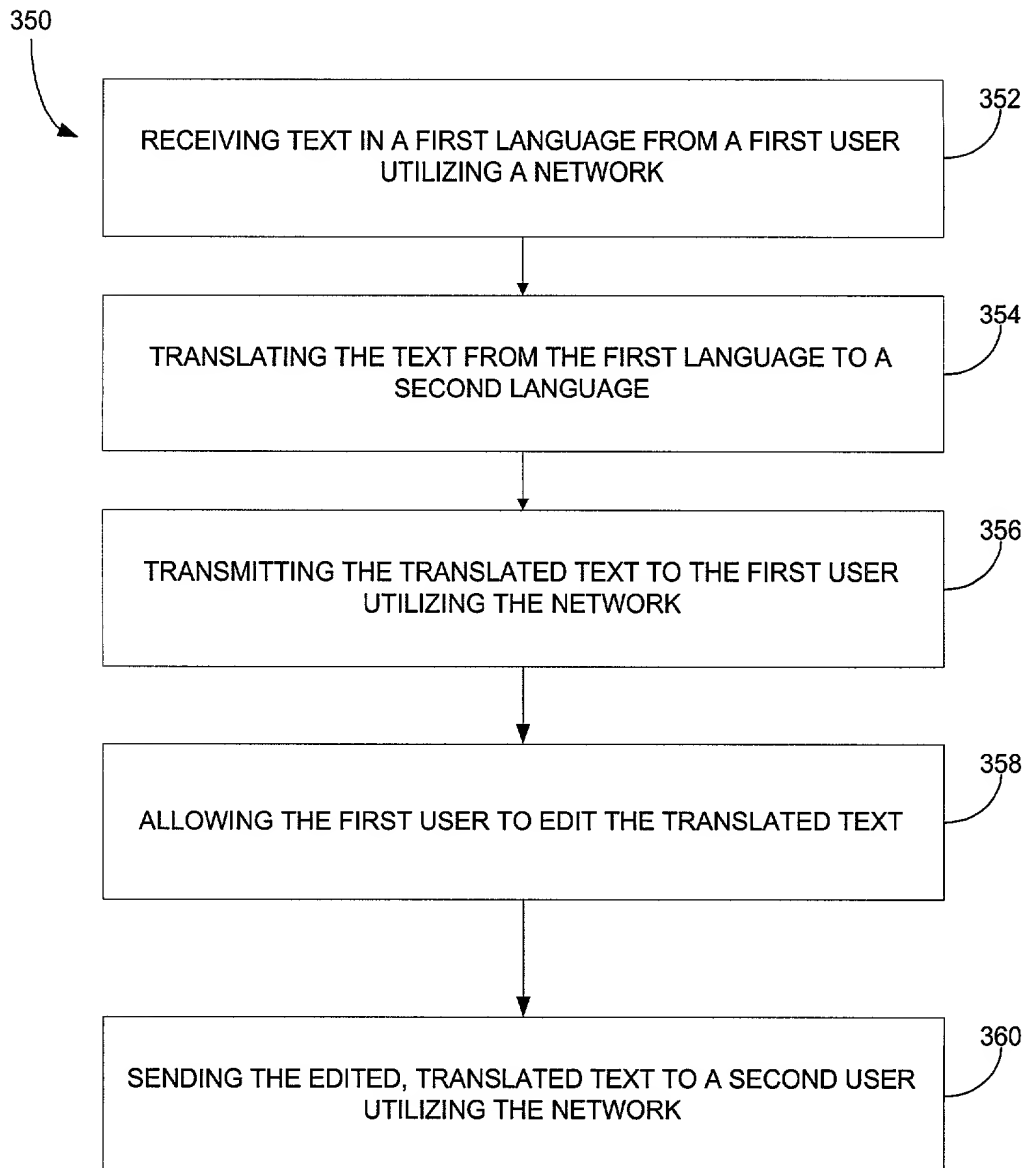 350
352
RECEIVING TEXT IN A FIRST LANGUAGE FROM A FIRST USER
UTILIZING A NETWORK
354
TRANSLATING THE TEXT FROM THE FIRST LANGUAGE TO A
SECOND LANGUAGE
356
TRANSMITTING THE TRANSLATED TEXT TO THE FIRST USER
UTILIZING THE NETWORK
358
ALLOWING THE FIRST USER TO EDIT THE TRANSLATED TEXT
360
SENDING THE EDITED, TRANSLATED TEXT TO A SECOND USER
UTILIZING THE NETWORK